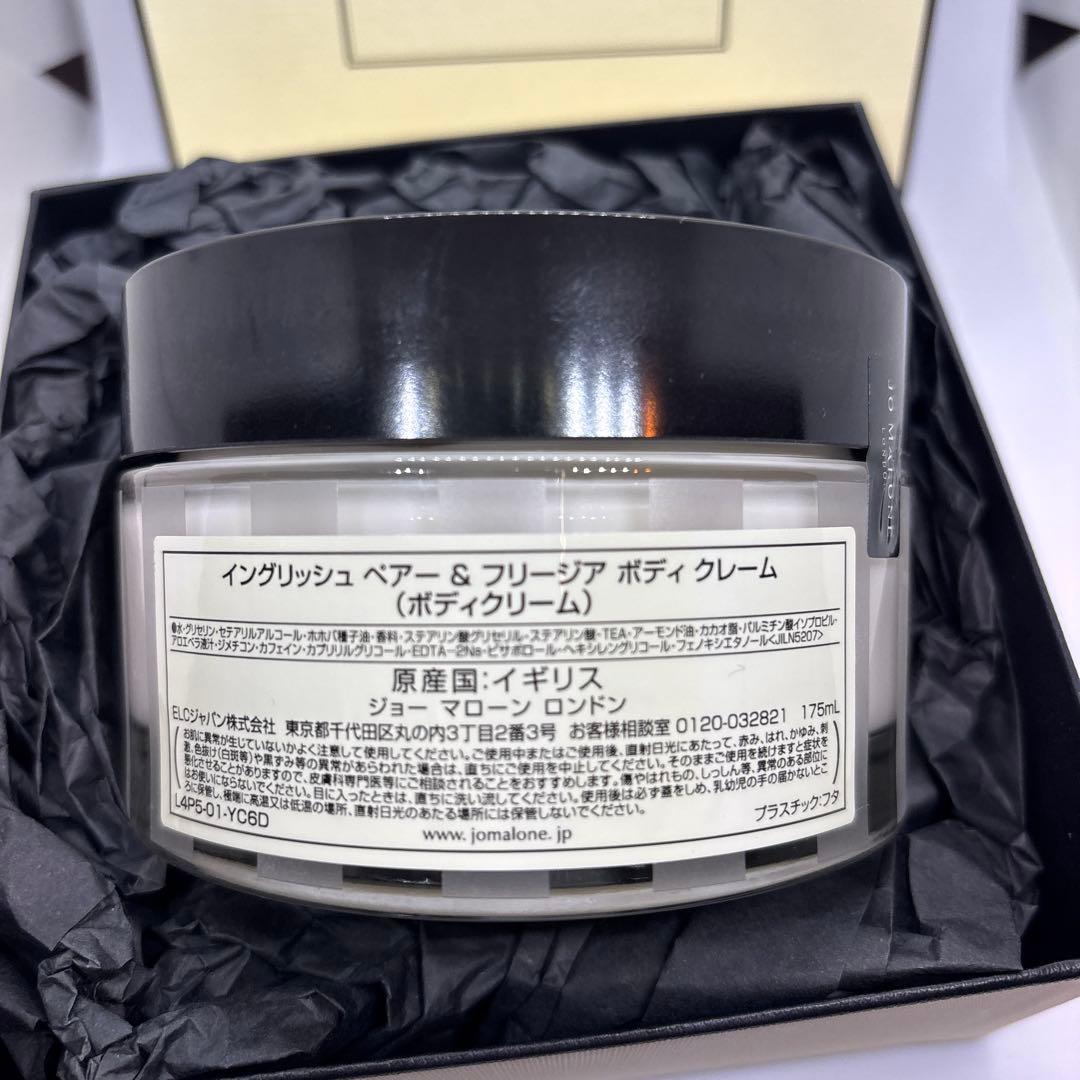 JO MALONE
LONDON
イングリッシュ ペアー & フリージア ボディ クレーム
（ボディクリーム）
●水・グリセリン・セテアリルアルコール・ホホバ種子油・香料・ステアリン酸グリセリル・ステアリン酸・TEA・アーモンド油・カカオ脂・パルミチン酸イソプロピル・
アロエベラ液汁・ジメチコン・カフェイン・カプリリルグリコール・EDTA-2Na・ビサボロール・ヘキシレングリコール・フェノキシエタノール<JILN5207>
原産国：イギリス
ジョー マローン ロンドン
ELCジャパン株式会社 東京都千代田区丸の内3丁目2番3号 お客様相談室 0120-032821 175mL
お肌に異常が生じていないかよく注意して使用してください。ご使用中またはご使用後、直射日光にあたって、赤み、はれ、かゆみ、刺
激、色抜け(白斑等)や黒ずみ等の異常があらわれた場合は、直ちにご使用を中止してください。そのままご使用を続けますと症状を
悪化させることがありますので、皮膚科専門医等にご相談されることをおすすめします。傷やはれもの、しっしん等、異常のある部位に
はお使いにならないでください。目に入ったときは、直ちに洗い流してください。使用後は必ず蓋をしめ、乳幼児の手の届かないとこ
ろに保管し、極端に高温又は低温の場所、直射日光のあたる場所には保管しないでください。
L4P5-01-YC6D
プラスチック：フタ
www. jomalone. jp